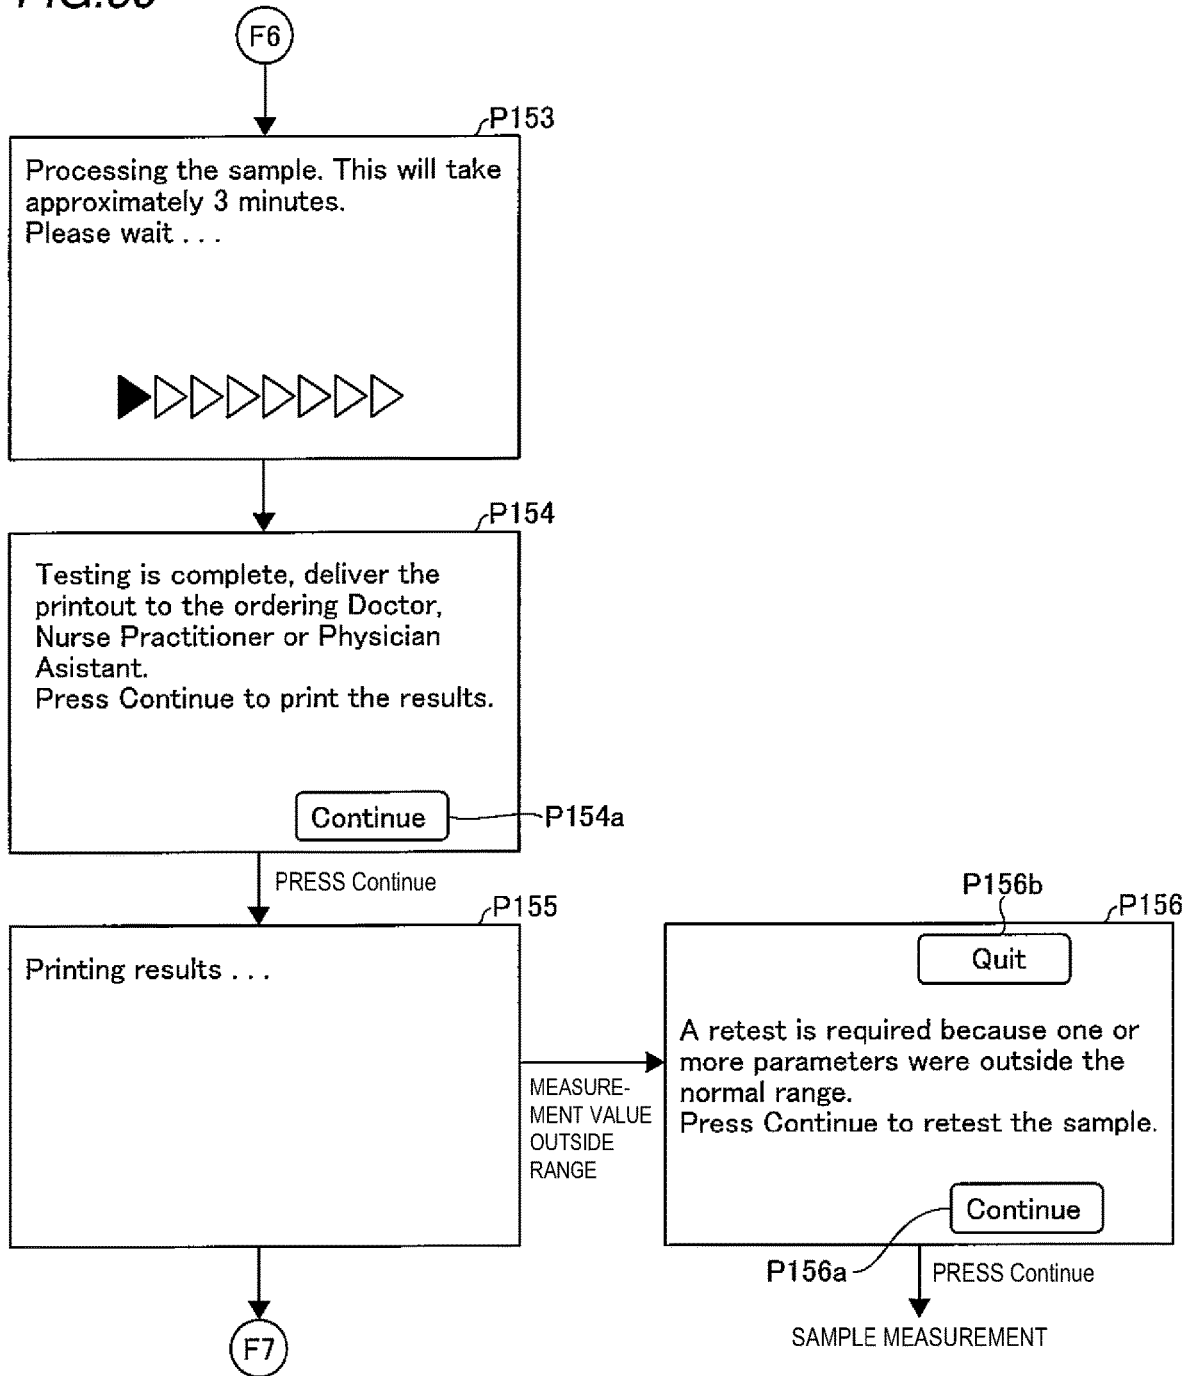 F6
P153
Processing the sample. This will take
approximately 3 minutes.
Please wait . . .
P154
Testing is complete, deliver the
printout to the ordering Doctor,
Nurse Practitioner or Physician
Asistant.
Press Continue to print the results.
Continue
P154a
PRESS Continue
P155
Printing results . . .
MEASURE-
MENT VALUE
OUTSIDE
RANGE
P156b
P156
Quit
A retest is required because one or
more parameters were outside the
normal range.
Press Continue to retest the sample.
Continue
P156a
PRESS Continue
SAMPLE MEASUREMENT
F7